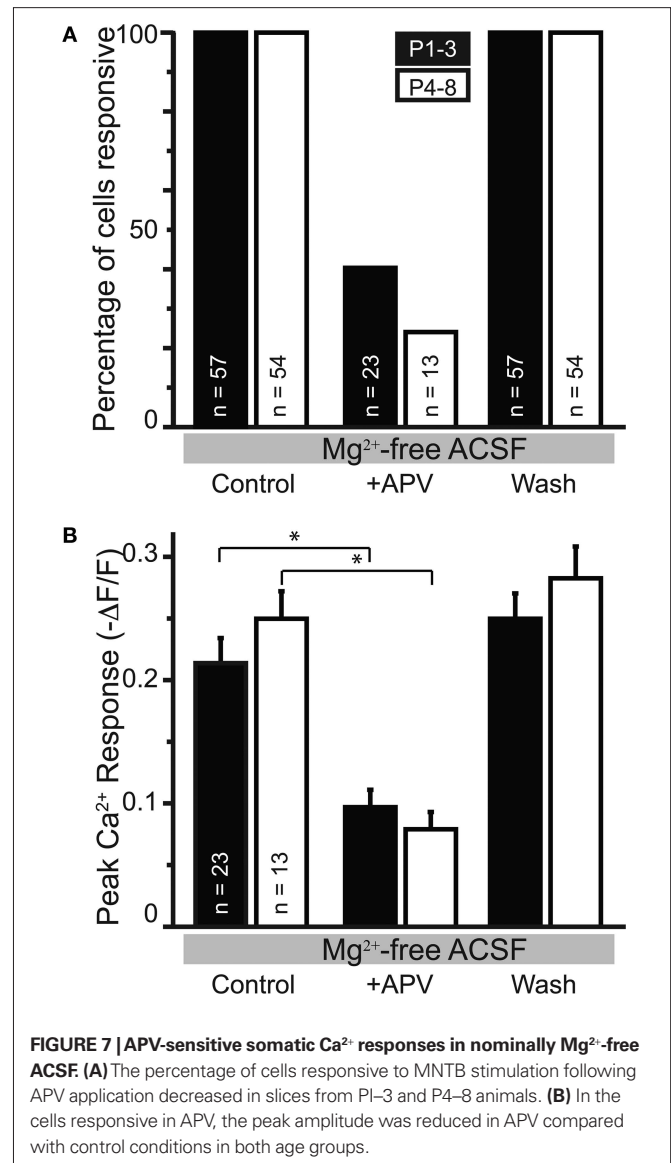 A
Percentage of cells responsive
100
50
0
P1-3
P4-8
n = 57
n = 54
n = 23
n = 13
n = 57
n = 54
Mg²⁺-free ACSF
Control +APV Wash
B
Peak Ca²⁺ Response (-ΔF/F)
0.3
0.2
0.1
0
*
*
n = 23
n = 13
Mg²⁺-free ACSF
Control +APV Wash
FIGURE 7 | APV-sensitive somatic Ca²⁺ responses in nominally Mg²⁺-free
ACSF. (A) The percentage of cells responsive to MNTB stimulation following
APV application decreased in slices from PI–3 and P4–8 animals. (B) In the
cells responsive in APV, the peak amplitude was reduced in APV compared
with control conditions in both age groups.